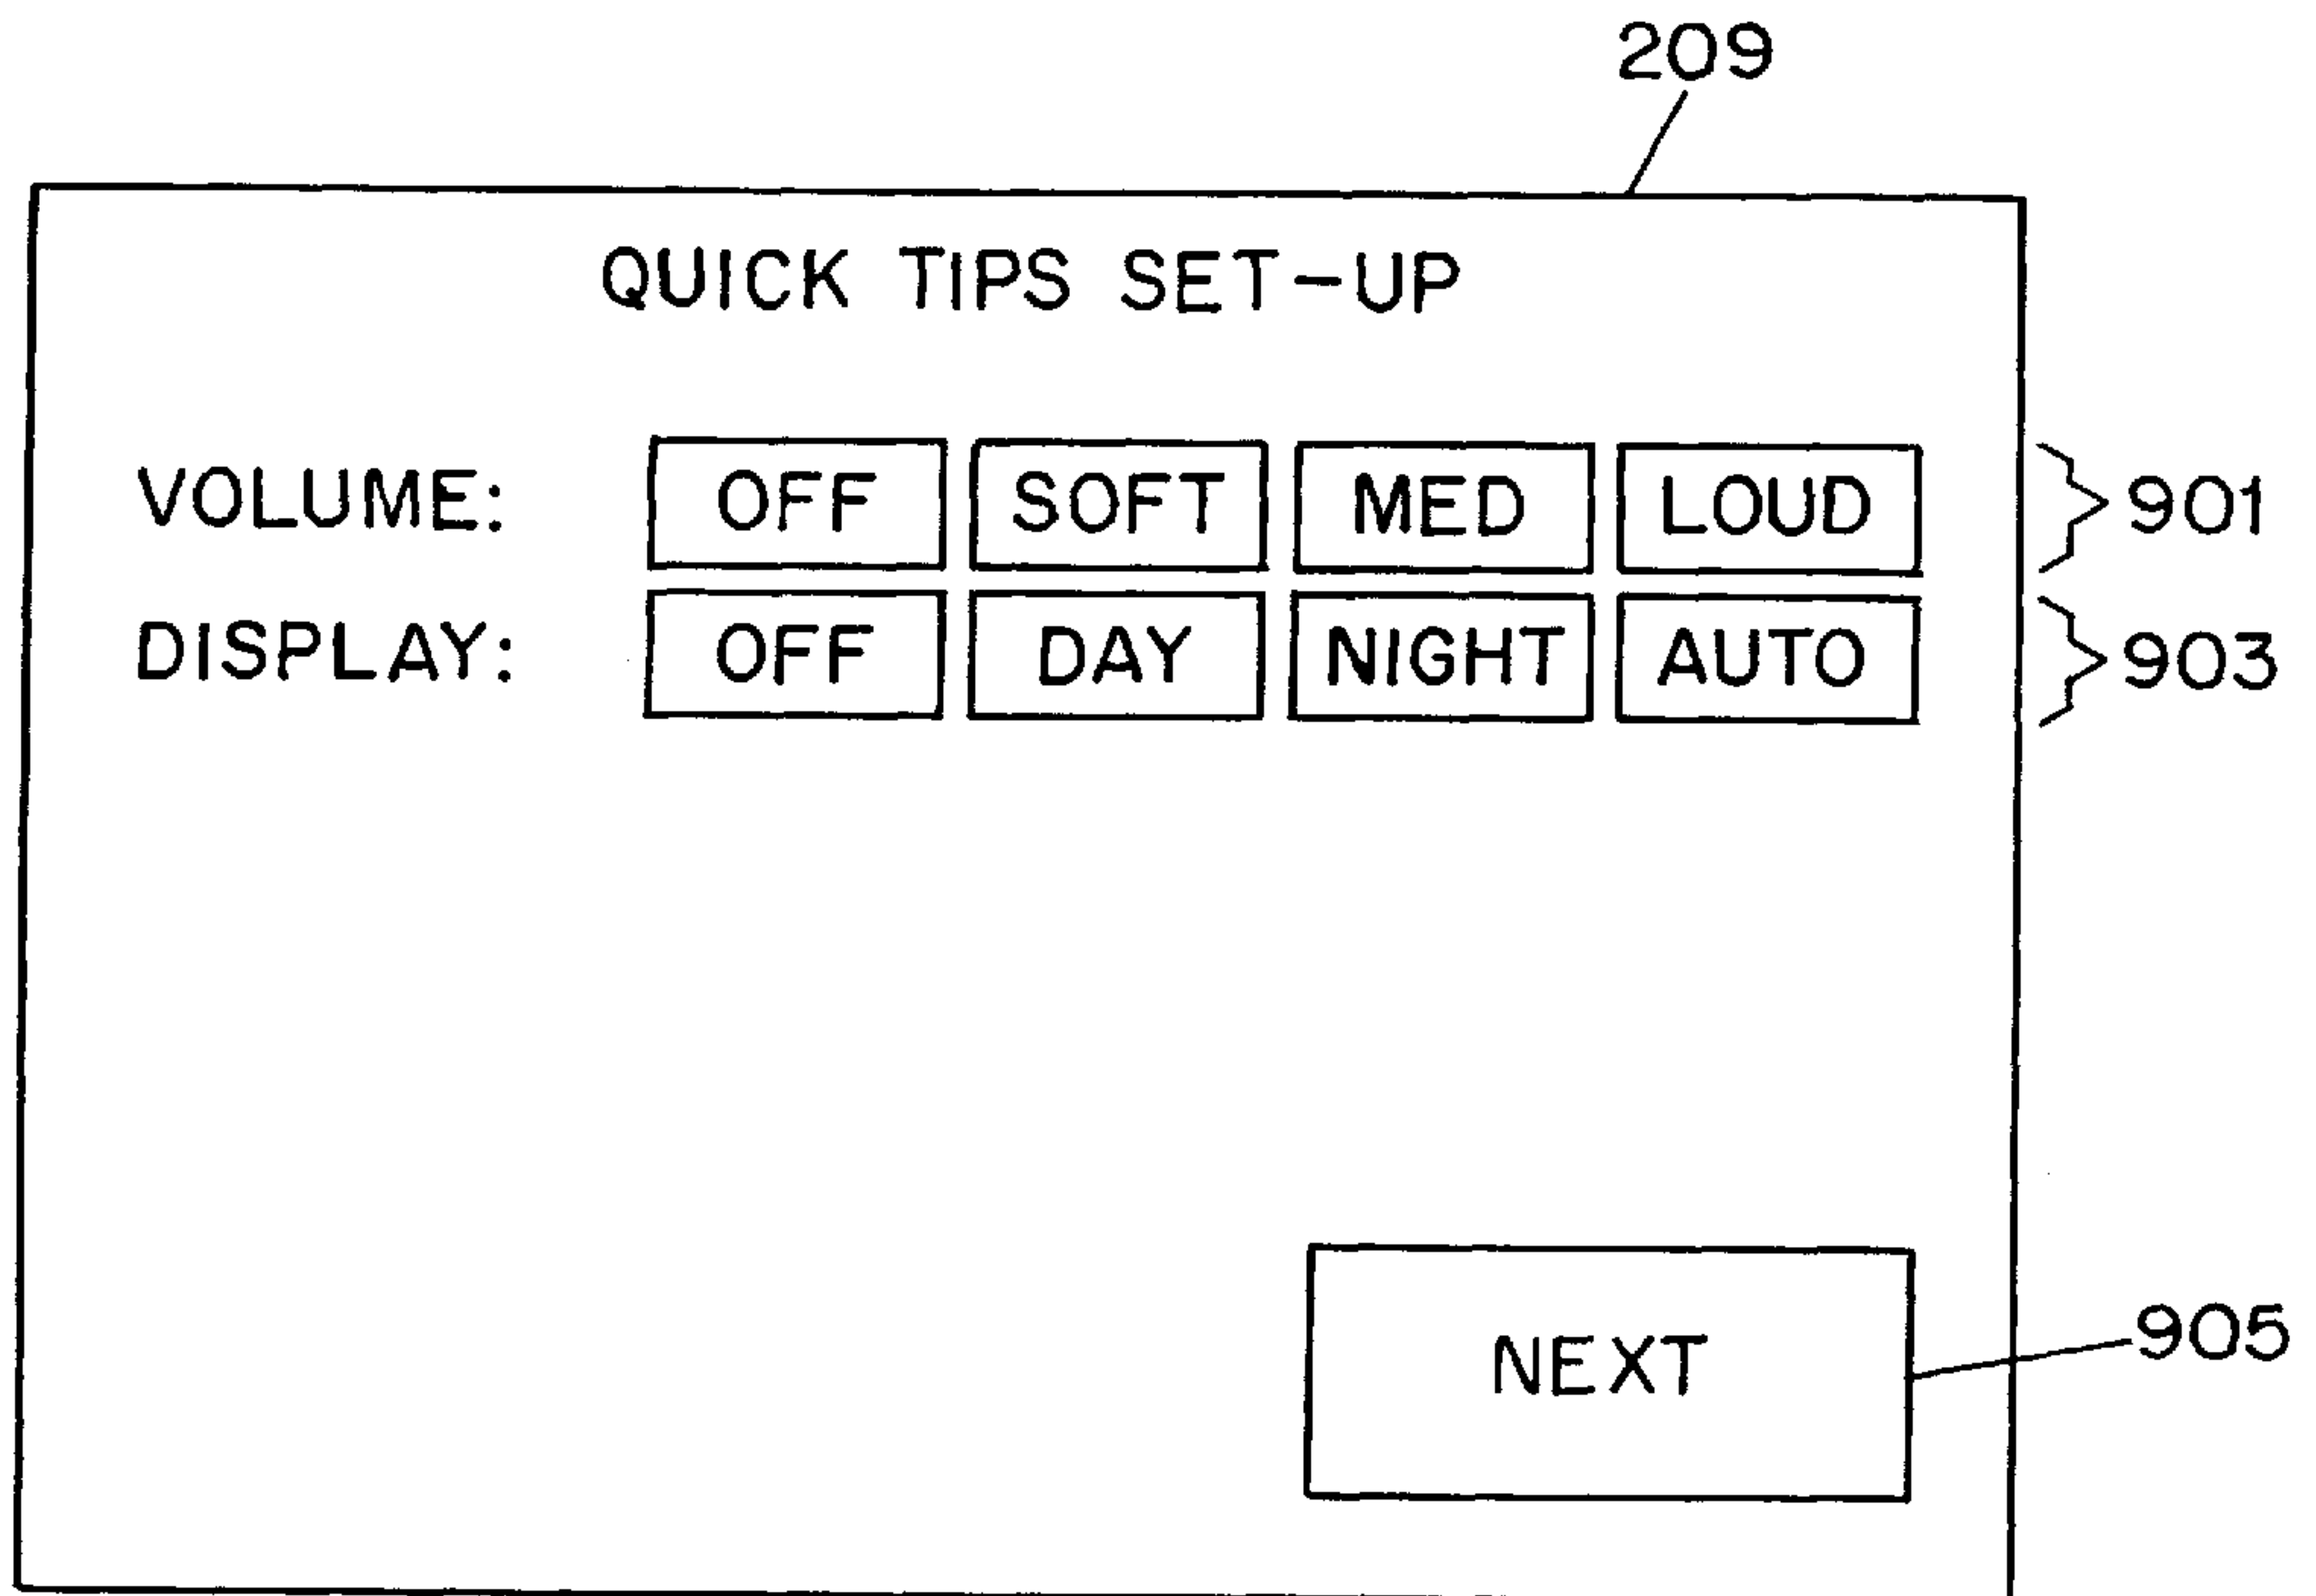 209
QUICK TIPS SET-UP
VOLUME: OFF SOFT MED LOUD 901
DISPLAY: OFF DAY NIGHT AUTO 903
NEXT 905